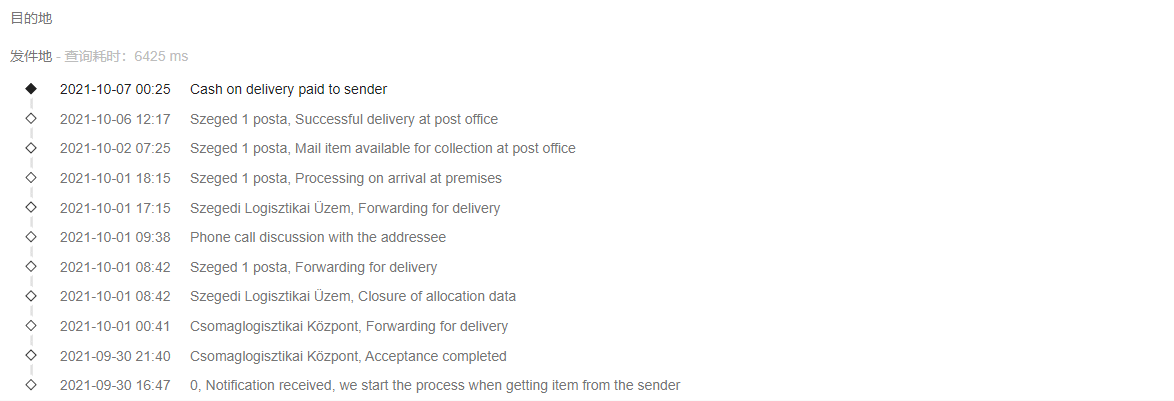 目的地
发件地 - 查询耗时：6425 ms
2021-10-07 00:25 Cash on delivery paid to sender
2021-10-06 12:17 Szeged 1 posta, Successful delivery at post office
2021-10-02 07:25 Szeged 1 posta, Mail item available for collection at post office
2021-10-01 18:15 Szeged 1 posta, Processing on arrival at premises
2021-10-01 17:15 Szegedi Logisztikai Üzem, Forwarding for delivery
2021-10-01 09:38 Phone call discussion with the addressee
2021-10-01 08:42 Szeged 1 posta, Forwarding for delivery
2021-10-01 08:42 Szegedi Logisztikai Üzem, Closure of allocation data
2021-10-01 00:41 Csomaglogisztikai Központ, Forwarding for delivery
2021-09-30 21:40 Csomaglogisztikai Központ, Acceptance completed
2021-09-30 16:47 0, Notification received, we start the process when getting item from the sender